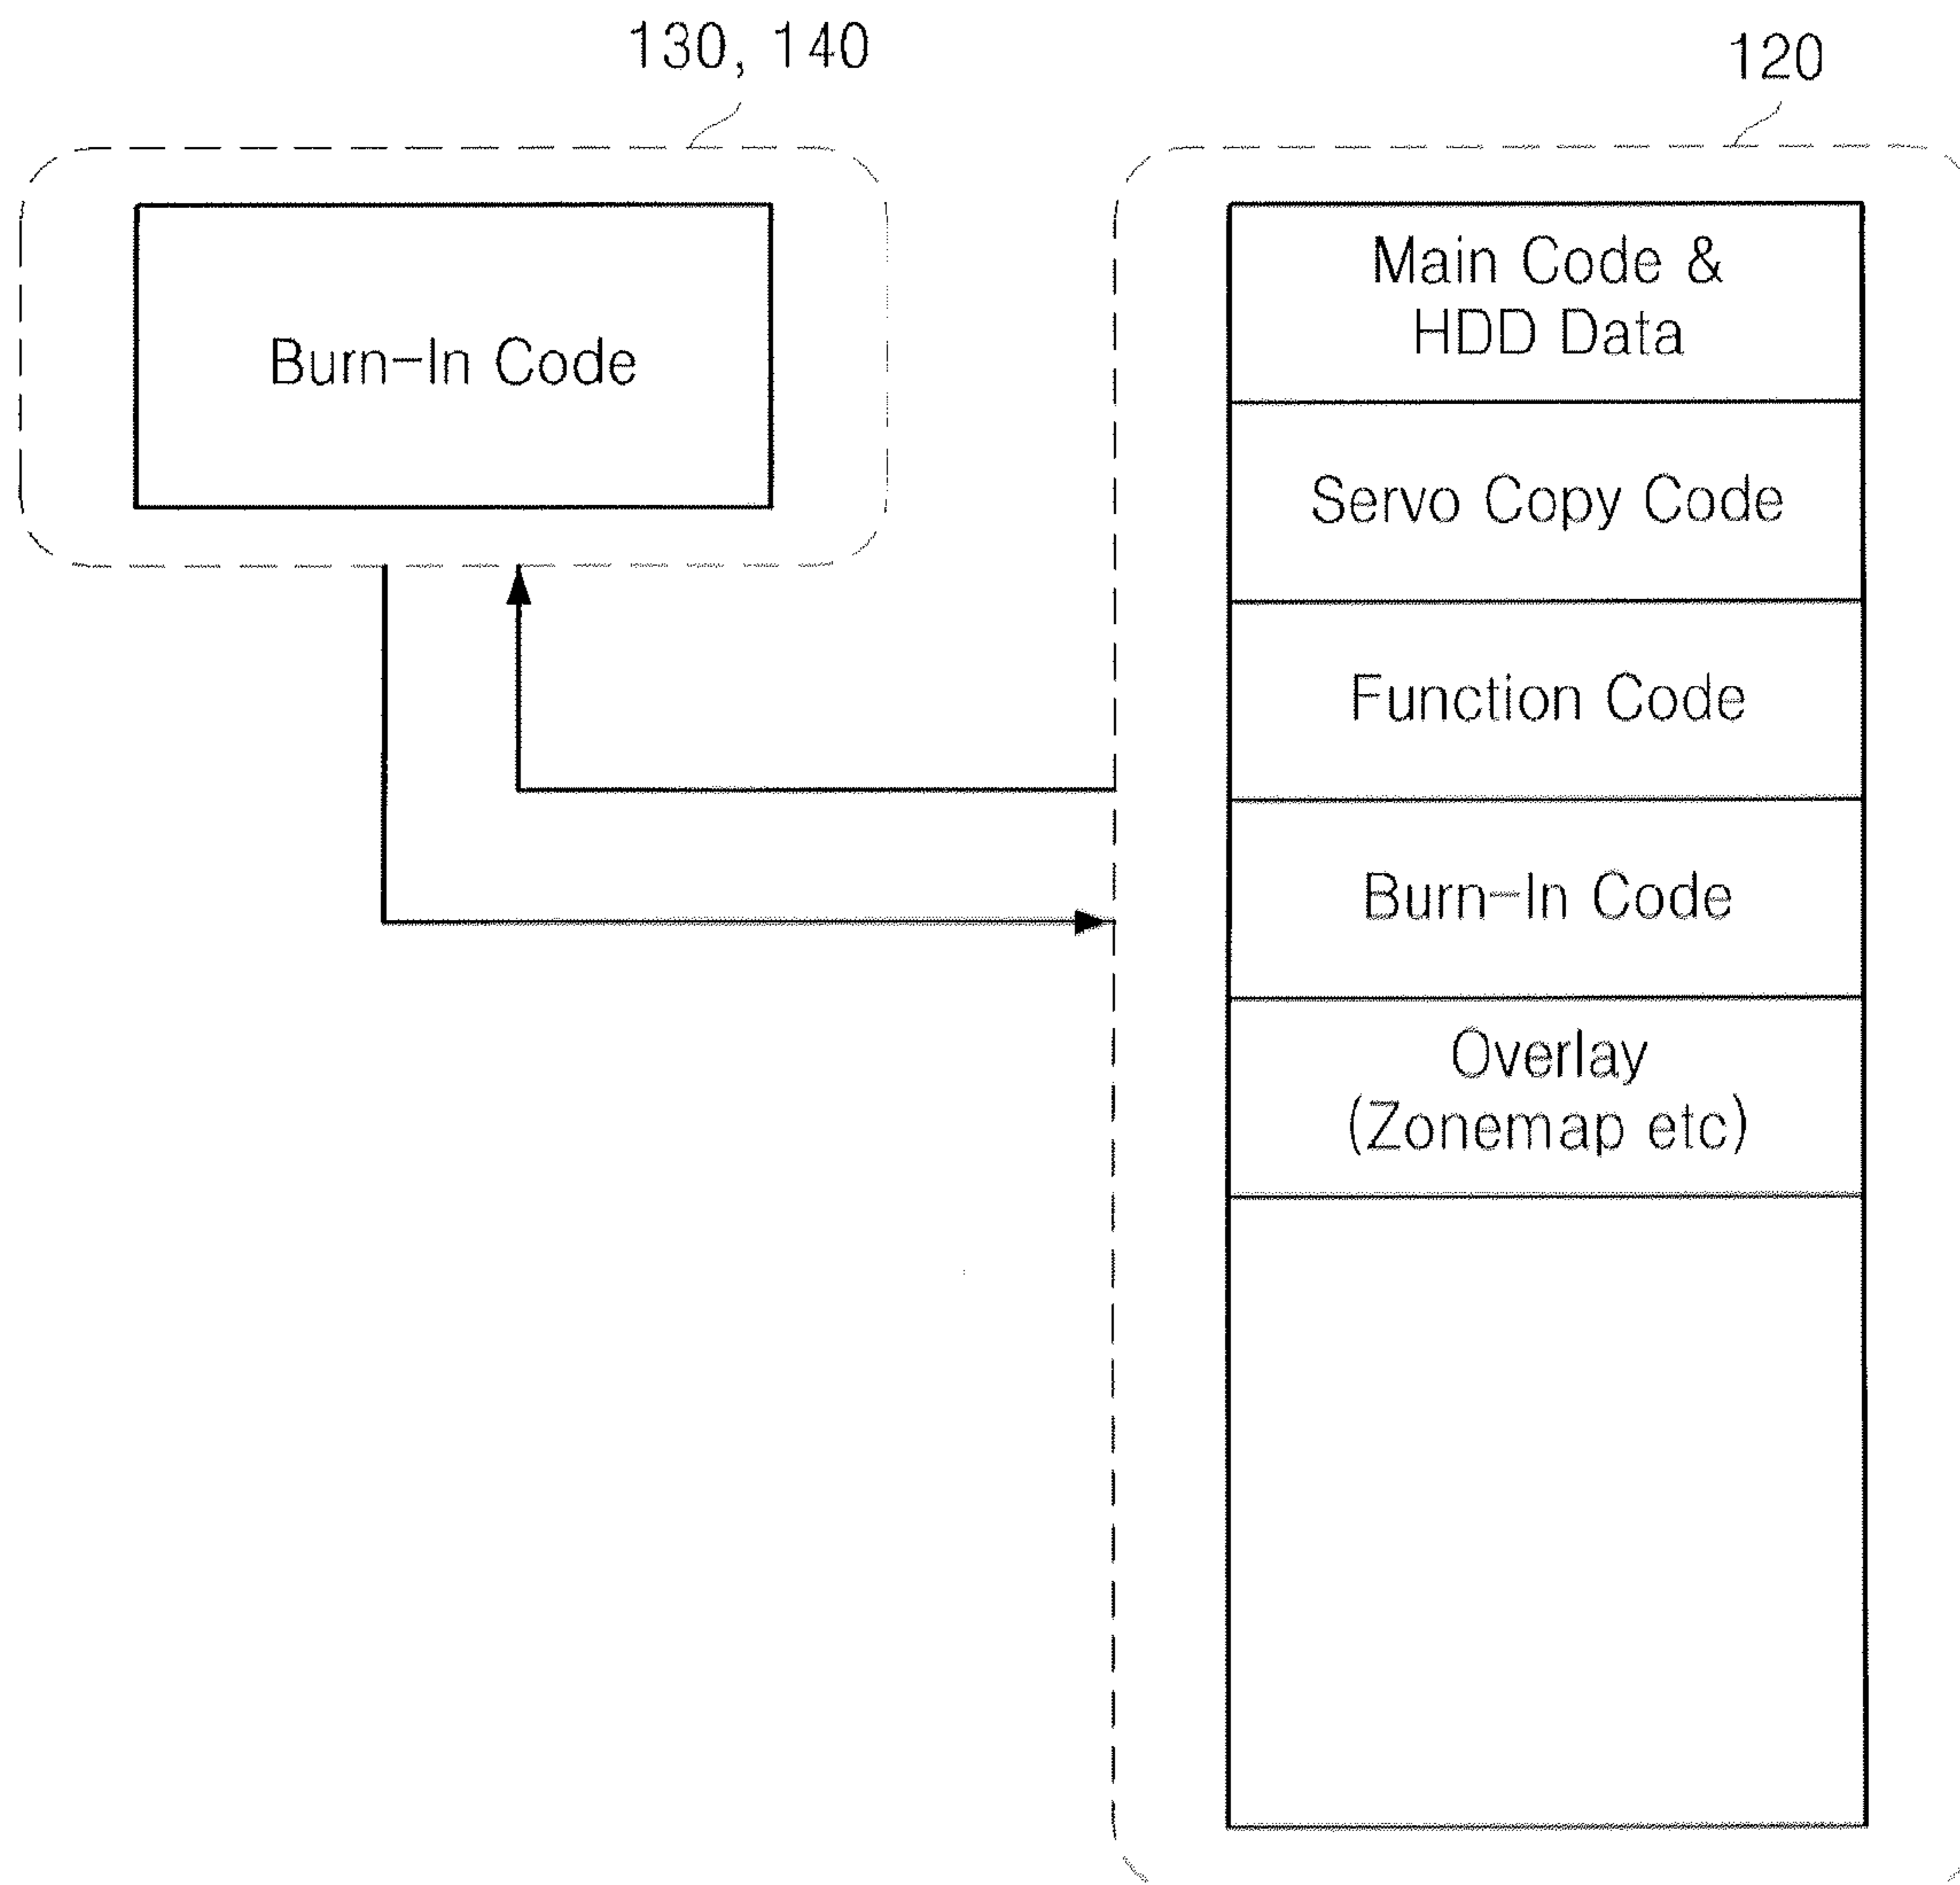 130, 140
120
Burn-In Code
Main Code &
HDD Data
Servo Copy Code
Function Code
Burn-In Code
Overlay
(Zonemap etc)